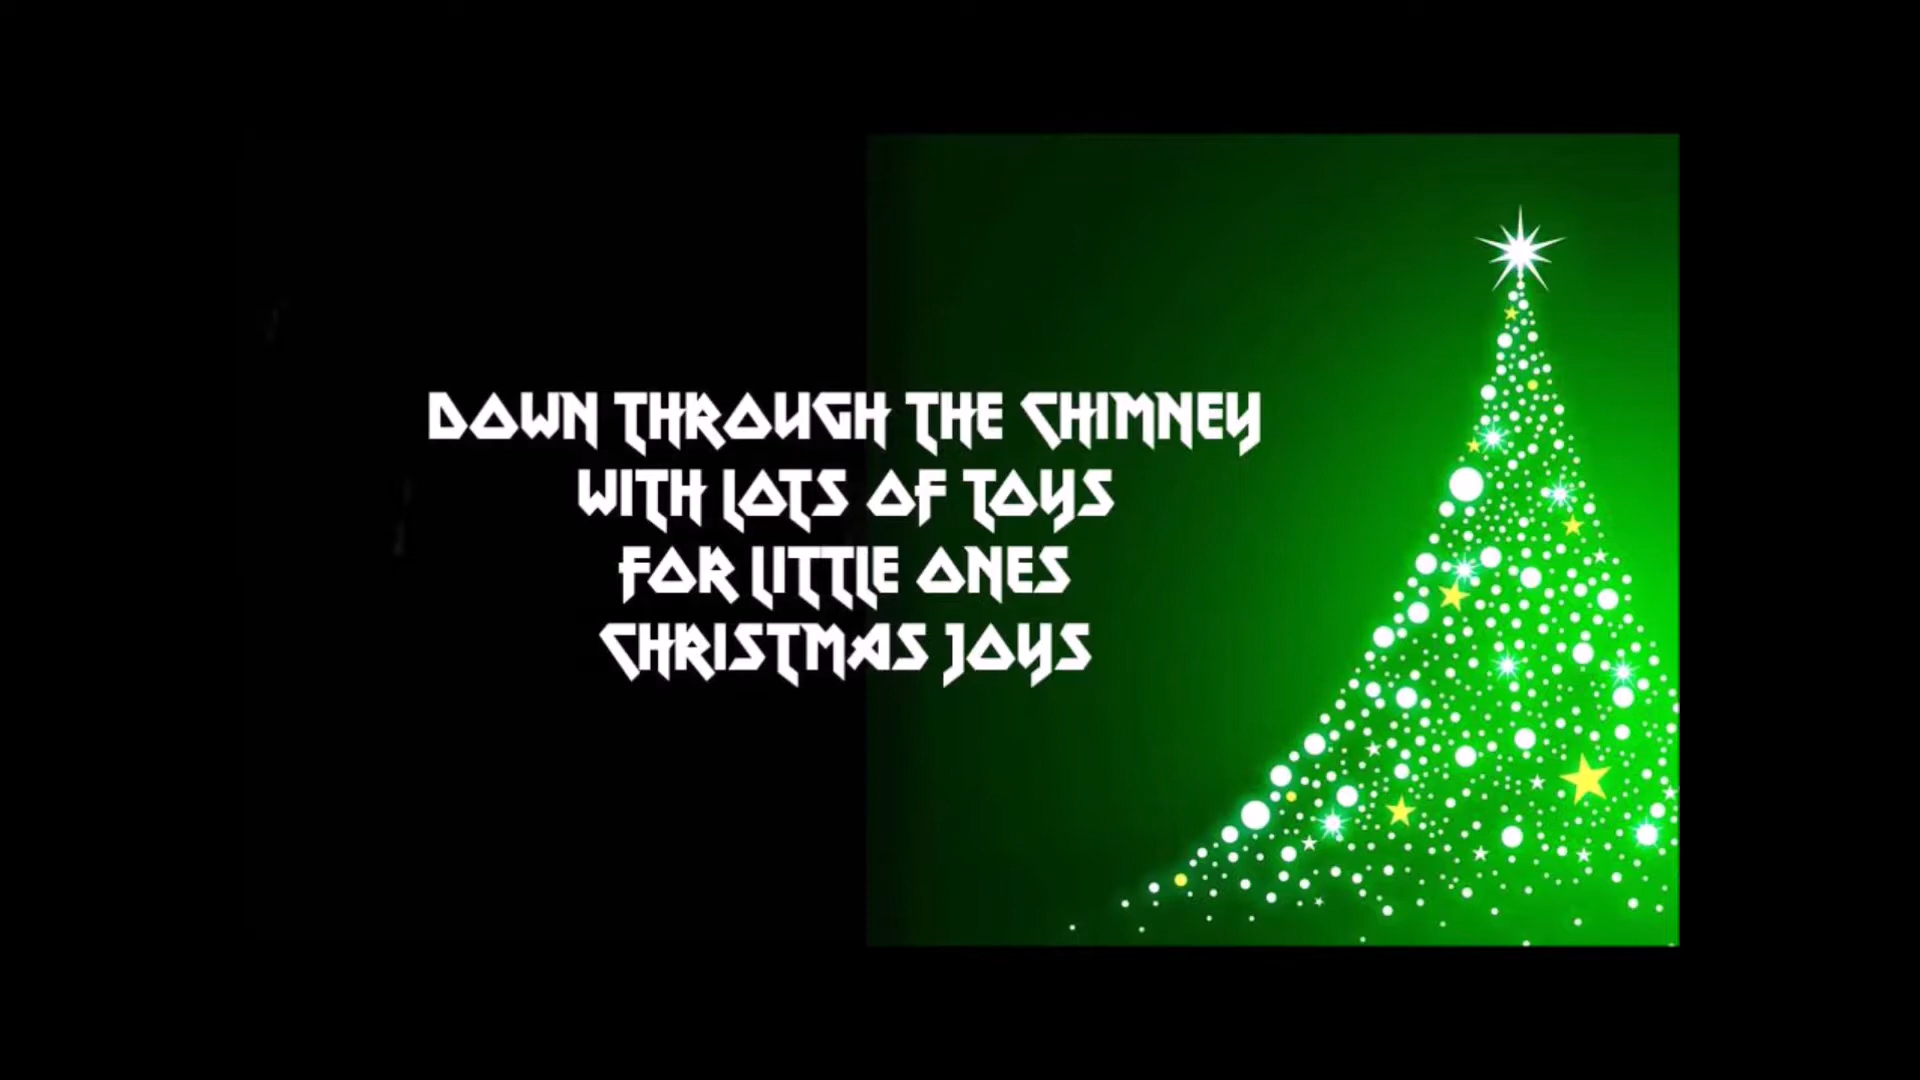 DOWN THROUGH THE CHIMNEY
WITH LOTS OF TOYS
FOR LITTLE ONES
CHRISTMAS JOYS